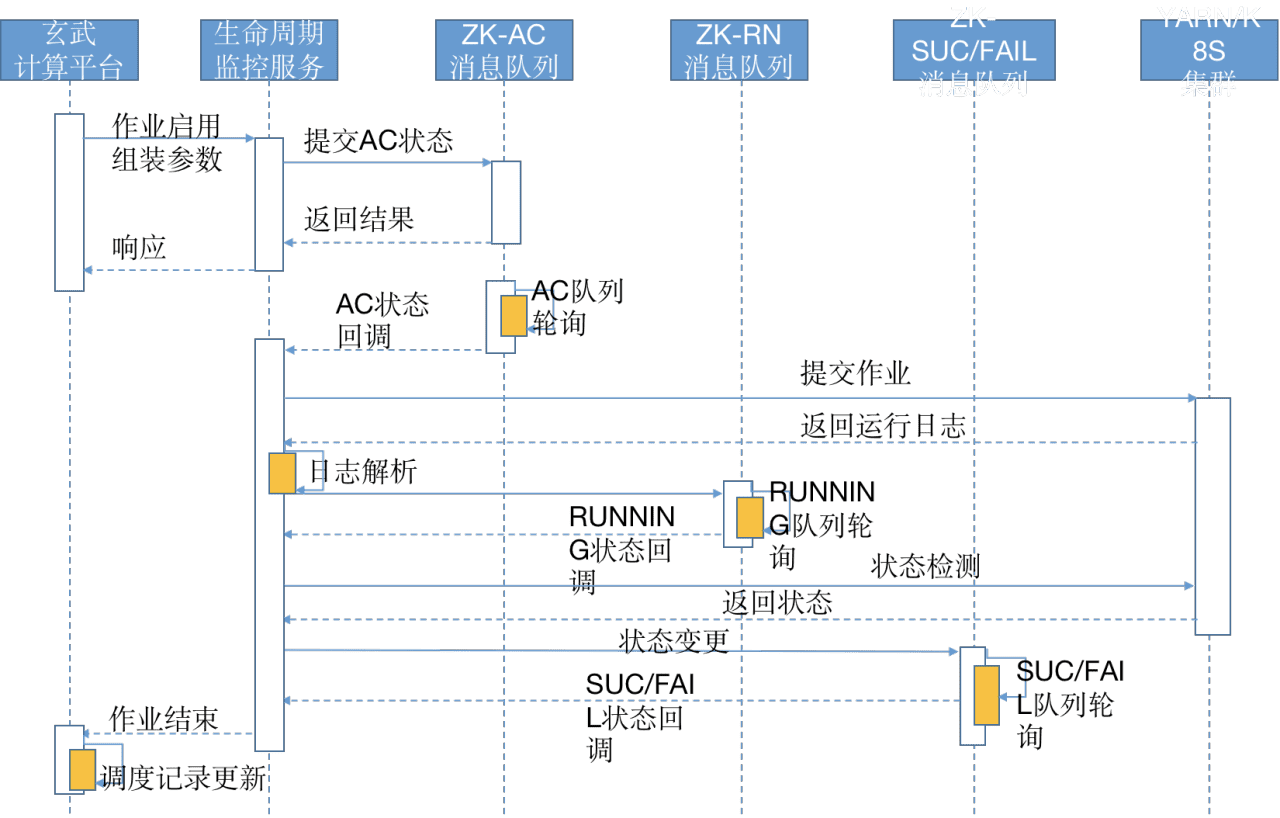 玄武
计算平台
生命周期
监控服务
ZK-AC
消息队列
ZK-RN
消息队列
ZK-
SUC/FAIL
消息队列
YARN/K
8S
集群
作业启用
组装参数
提交AC状态
返回结果
响应
AC队列
轮询
AC状态
回调
提交作业
返回运行日志
日志解析
RUNNIN
G队列轮
询
RUNNIN
G状态回
调
状态检测
返回状态
状态变更
SUC/FAI
L队列轮
询
SUC/FAI
L状态回
调
作业结束
调度记录更新